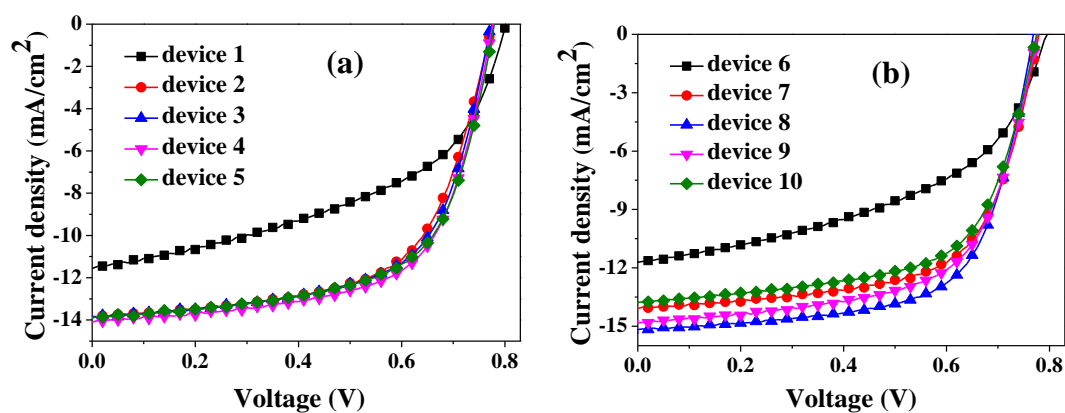 (a)
device 1
device 2
device 3
device 4
device 5
0
-2
-4
-6
-8
-10
-12
-14
Current density (mA/cm²)
0.0 0.2 0.4 0.6 0.8
Voltage (V)
(b)
device 6
device 7
device 8
device 9
device 10
0
-3
-6
-9
-12
-15
Current density (mA/cm²)
0.0 0.2 0.4 0.6 0.8
Voltage (V)